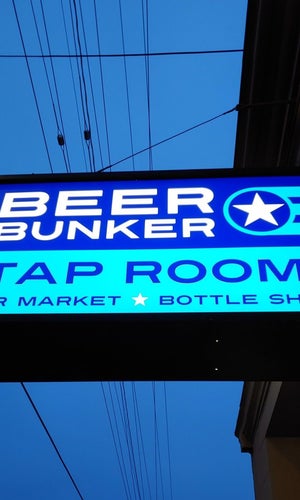 BEER
BUNKER
TAP ROOM
R MARKET ★ BOTTLE SH